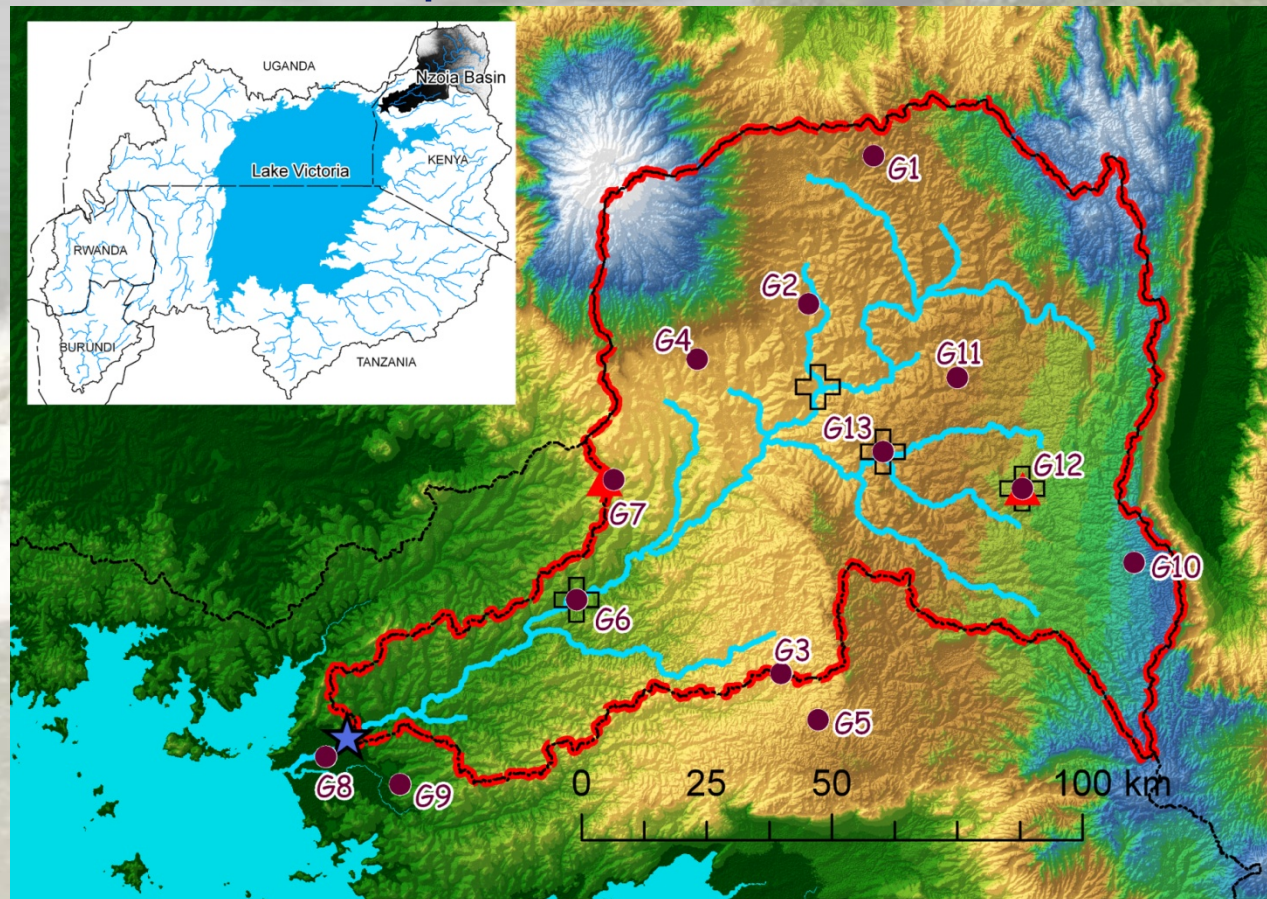 UGANDA
Nzoia Basin
KENYA
Lake Victoria
RWANDA
BURUNDI
TANZANIA
G1
G2
G4
G11
G13
G12
G7
G10
G6
G3
G5
G8
G9
0 25 50 100 km